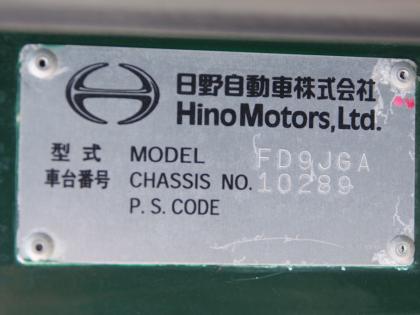 日野自動車株式会社
Hino Motors, Ltd.
型式 MODEL FD9JGA
車台番号 CHASSIS NO. 10289
P.S. CODE